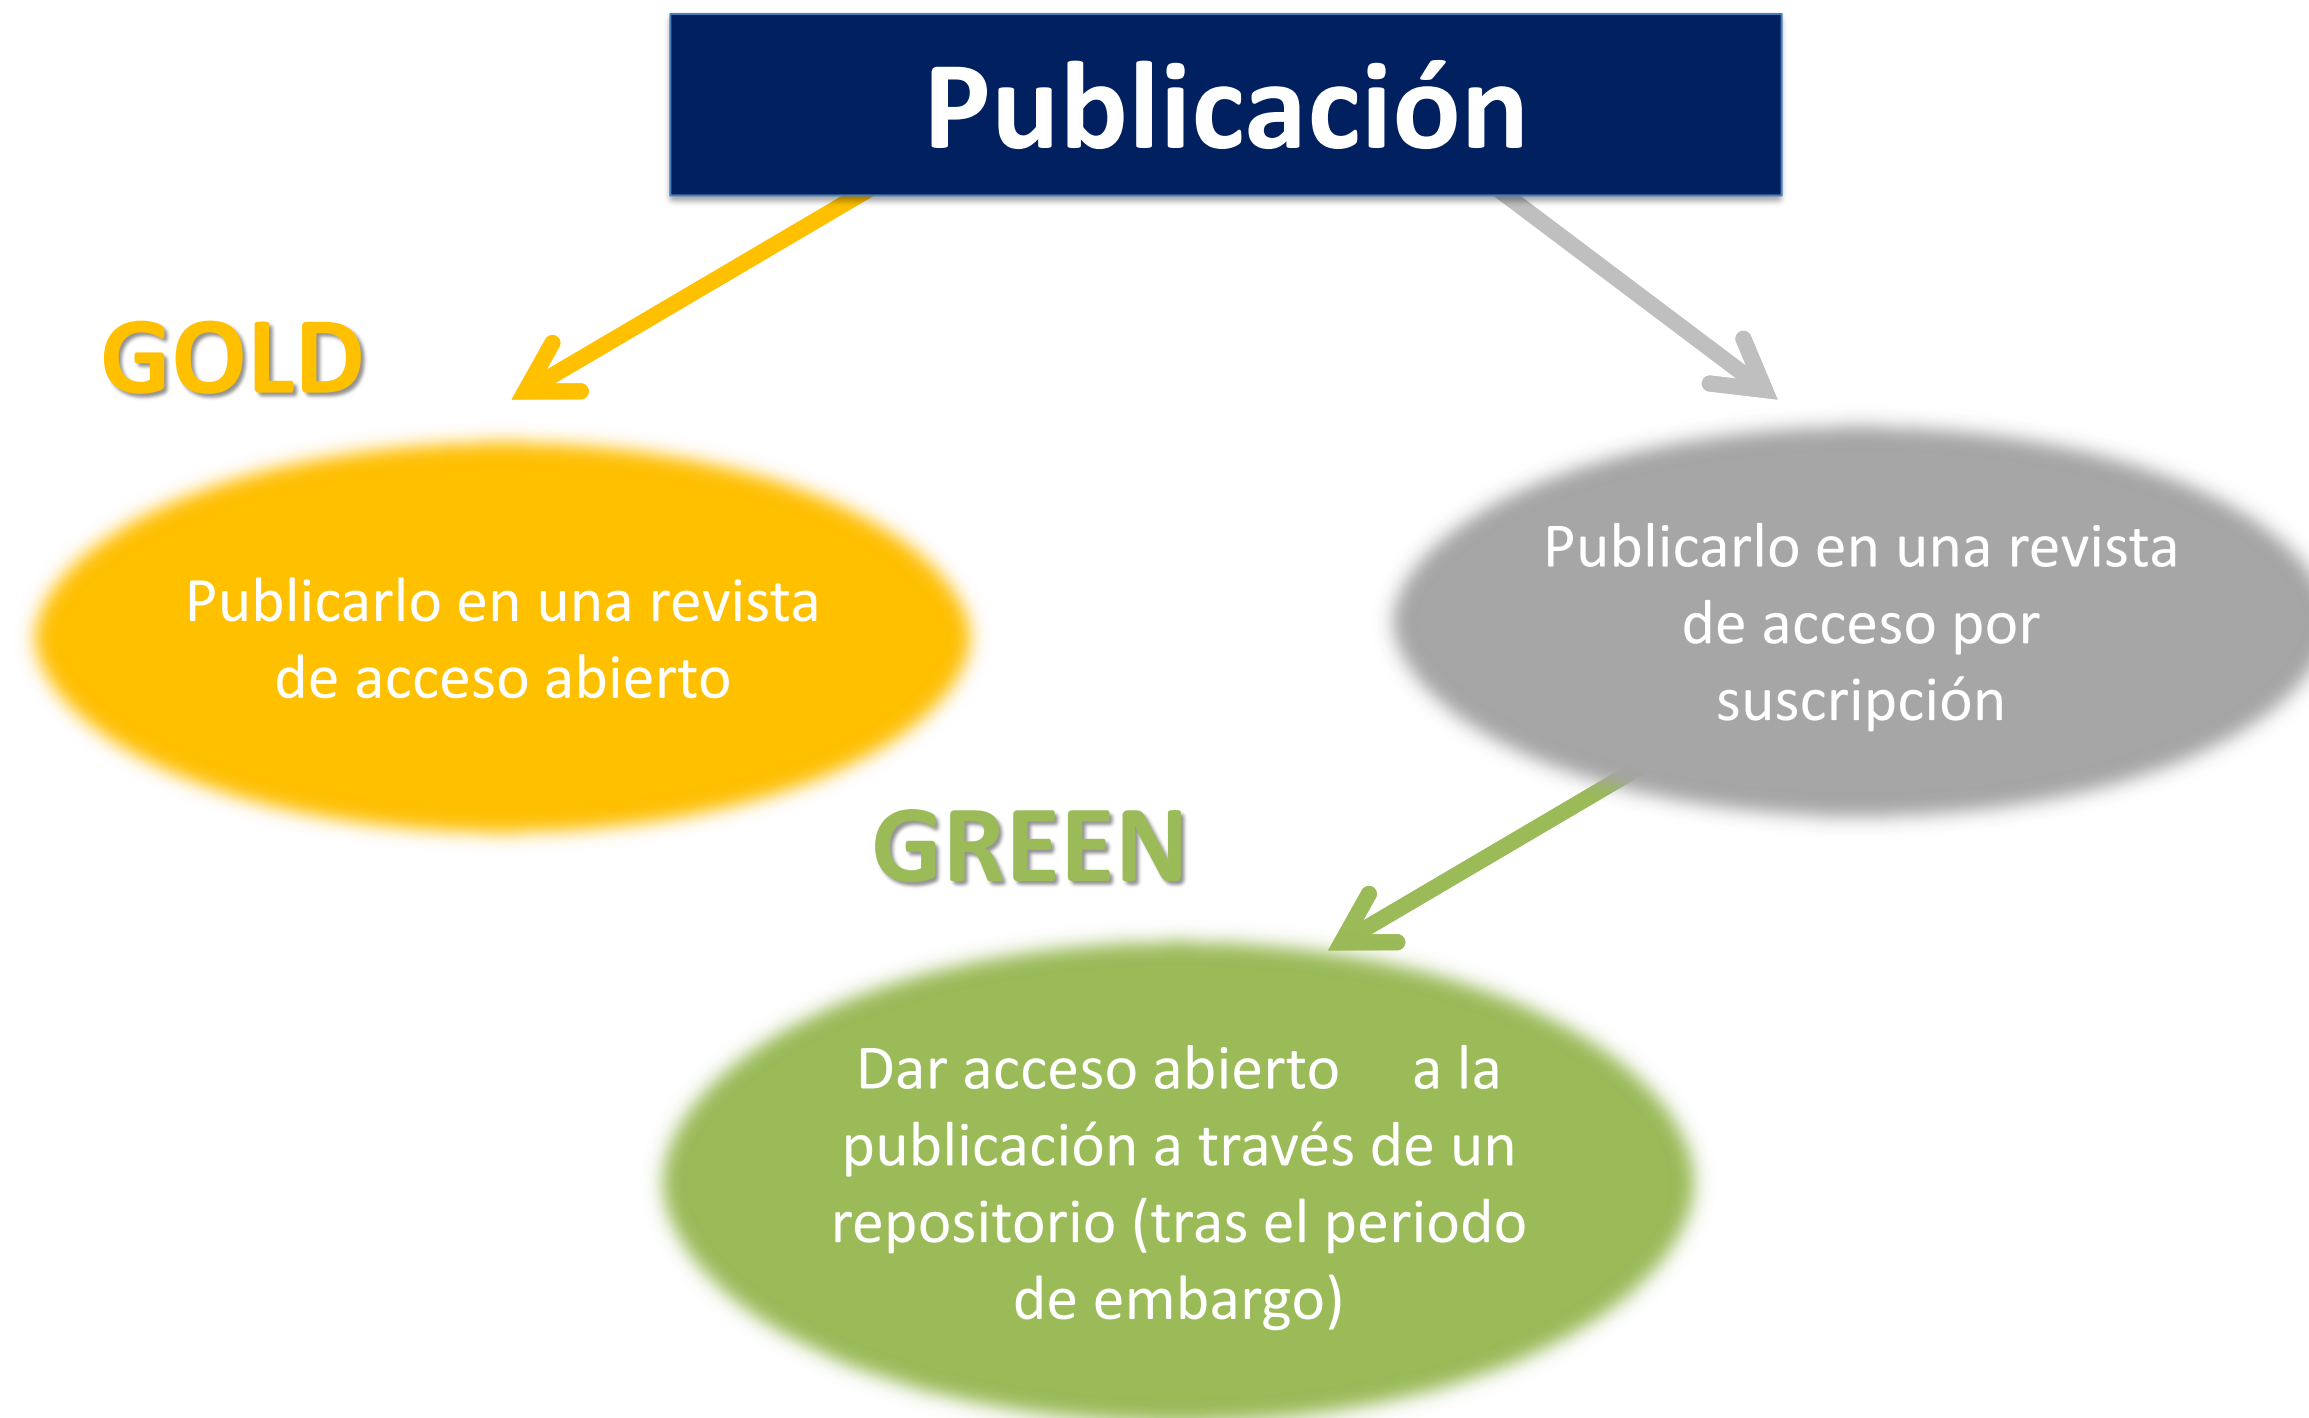 Publicación
GOLD
Publicarlo en una revista
de acceso abierto
Publicarlo en una revista
de acceso por
suscripción
GREEN
Dar acceso abierto a la
publicación a través de un
repositorio (tras el periodo
de embargo)